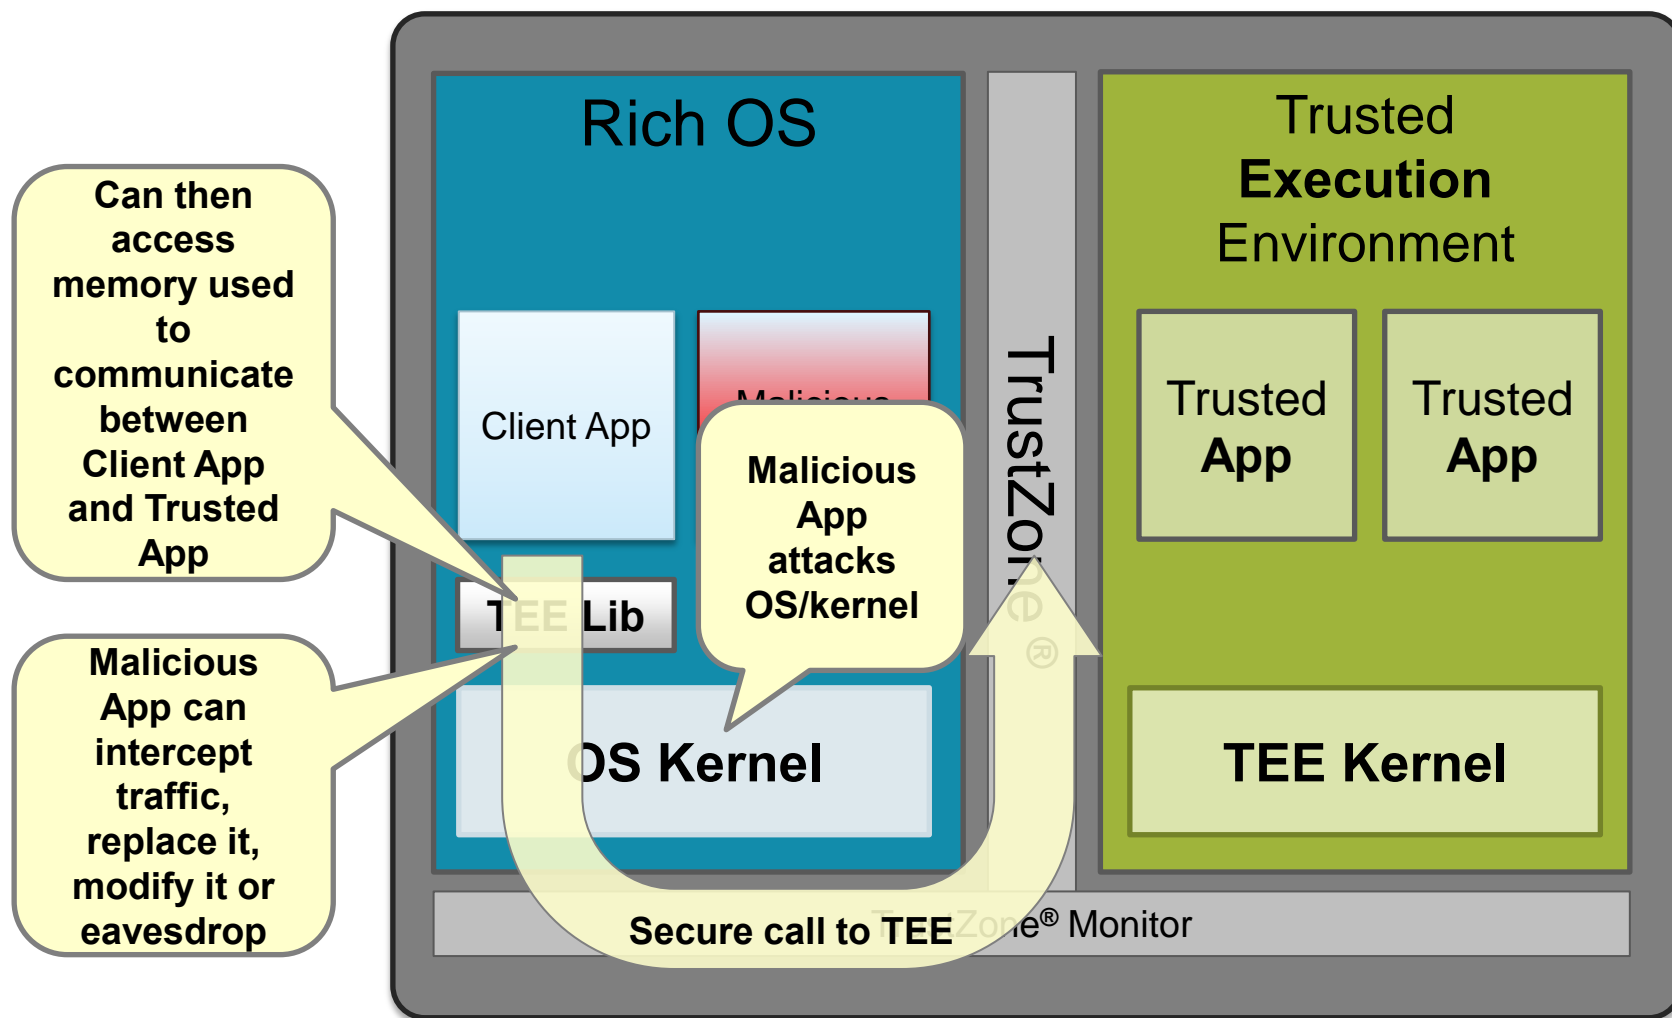 Rich OS
Trusted
Execution
Environment
Can then
access
memory used
to
communicate
between
Client App
and Trusted
App
Client App
Malicious
Malicious
App
attacks
OS/kernel
TrustZone ®
Trusted
App
Trusted
App
TEE Lib
Malicious
App can
intercept
traffic,
replace it,
modify it or
eavesdrop
OS Kernel
TEE Kernel
Secure call to TEE
TrustZone® Monitor